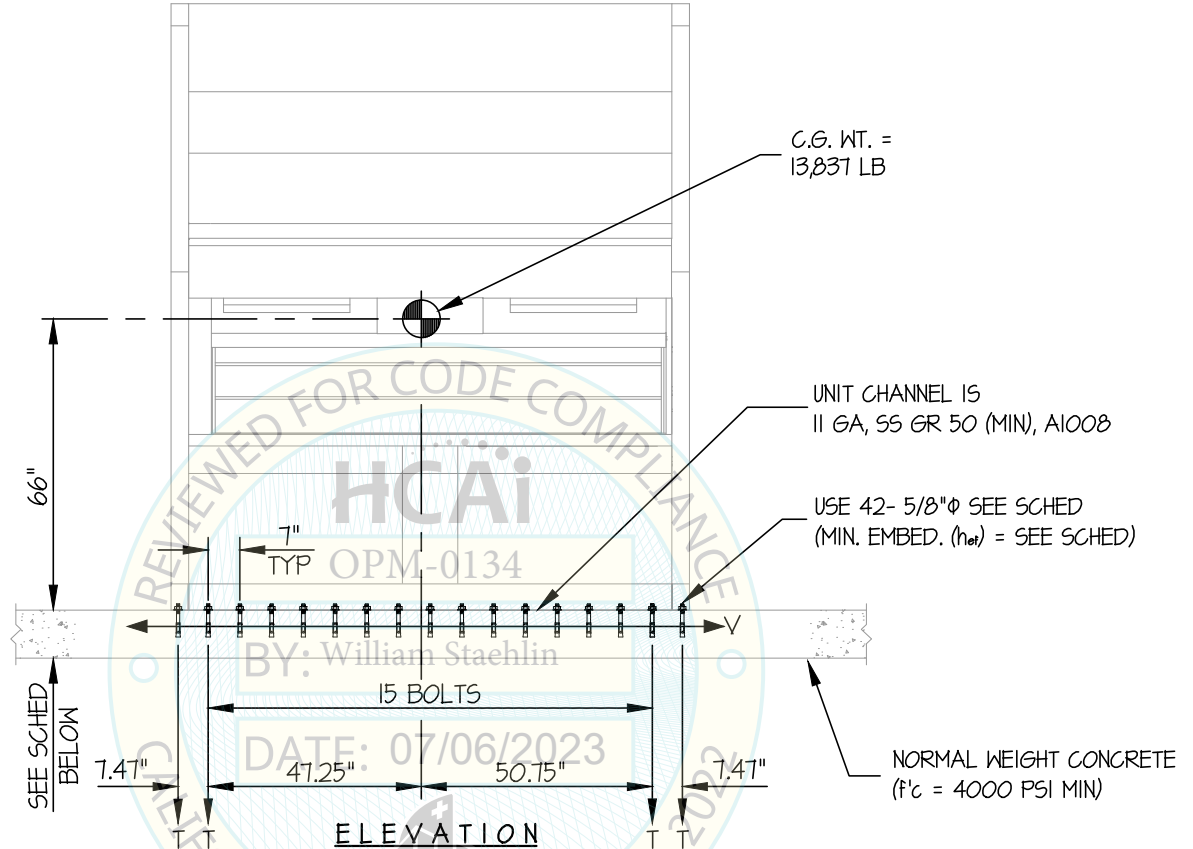 C.G. WT. =
13,837 LB
UNIT CHANNEL IS
11 GA, SS GR 50 (MIN), A1008
66"
USE 42- 5/8"Φ SEE SCHED
(MIN. EMBED. (hef) = SEE SCHED)
7"
TYP
REVIEWED FOR CODE COMPLIANCE
HCAi
OPM-0134
V
BY: William Staehlin
15 BOLTS
SEE SCHED
BELOW
DATE: 07/06/2023
7.47"
47.25"
50.75"
7.47"
NORMAL WEIGHT CONCRETE
(f'c = 4000 PSI MIN)
T T
T T
ELEVATION
2022